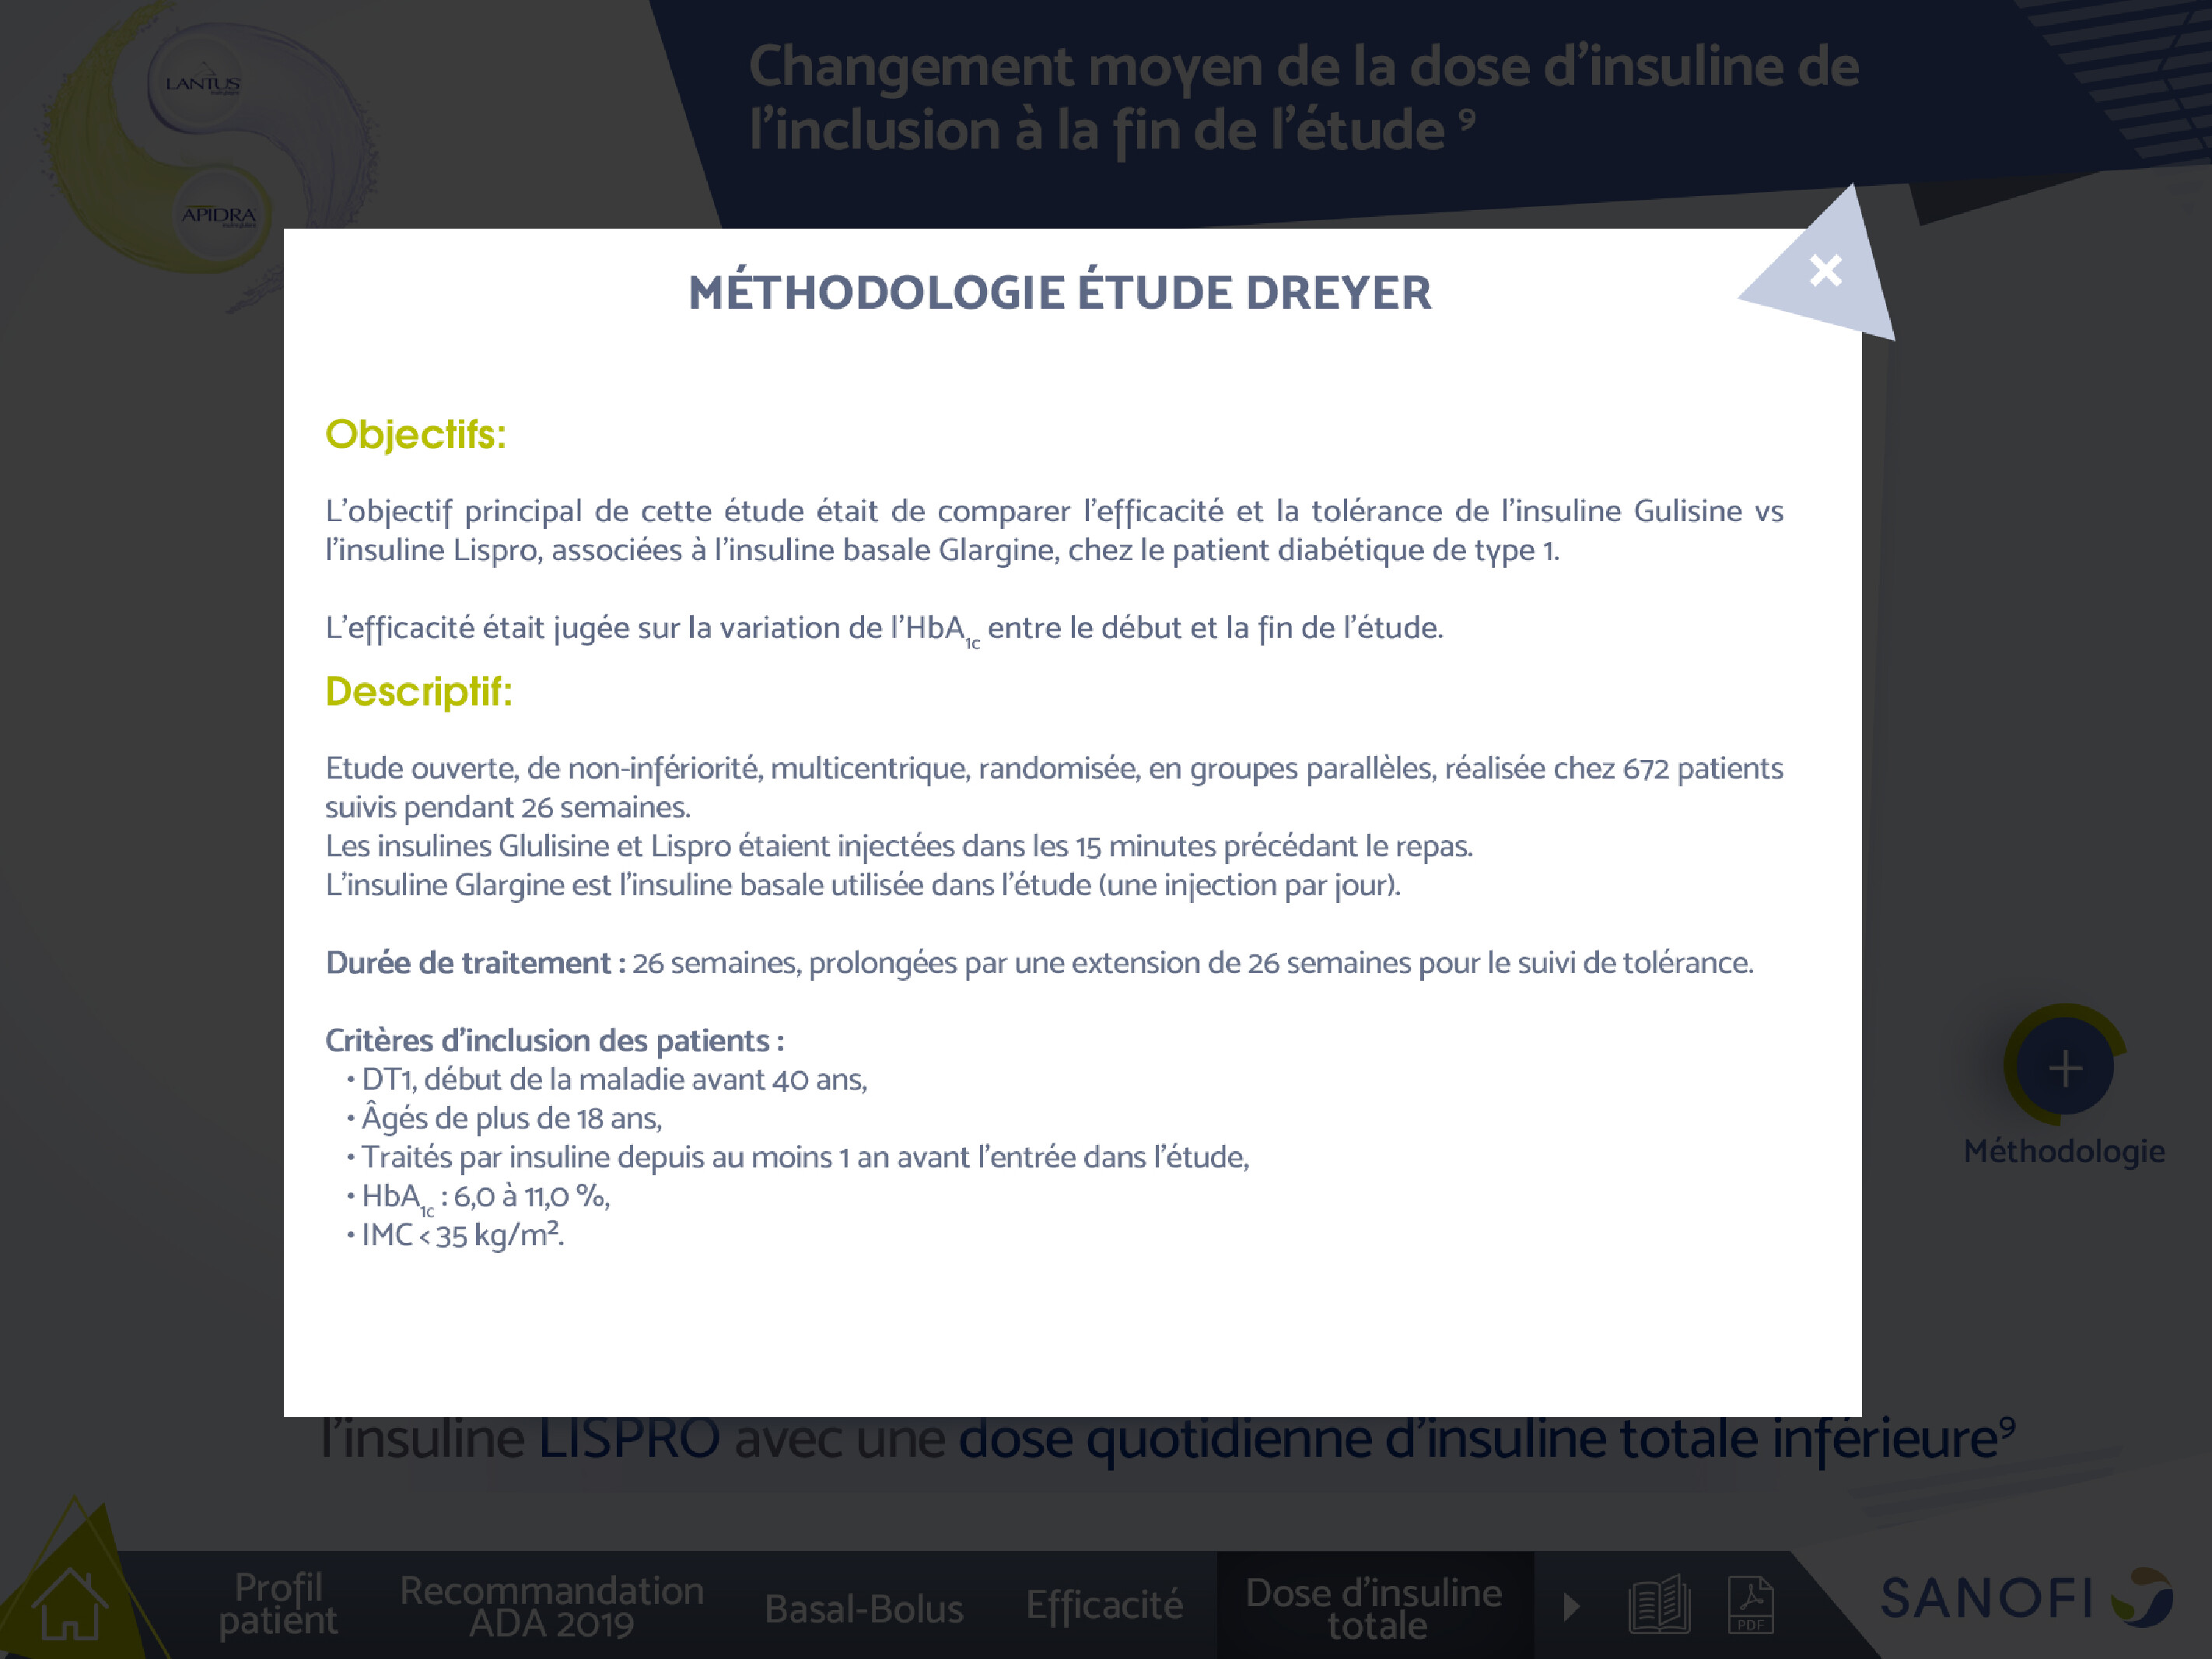 LANTUS
APIDRA
Changement moyen de la dose d'insuline de
l'inclusion à la fin de l'étude ⁹
MÉTHODOLOGIE ÉTUDE DREYER
×
Objectifs:
L'objectif principal de cette étude était de comparer l'efficacité et la tolérance de l'insuline Gulisine vs
l'insuline Lispro, associées à l'insuline basale Glargine, chez le patient diabétique de type 1.
L'efficacité était jugée sur la variation de l'HbA1c entre le début et la fin de l'étude.
Descriptif:
Etude ouverte, de non-infériorité, multicentrique, randomisée, en groupes parallèles, réalisée chez 672 patients
suivis pendant 26 semaines.
Les insulines Glulisine et Lispro étaient injectées dans les 15 minutes précédant le repas.
L'insuline Glargine est l'insuline basale utilisée dans l'étude (une injection par jour).
Durée de traitement : 26 semaines, prolongées par une extension de 26 semaines pour le suivi de tolérance.
Critères d'inclusion des patients :
• DT1, début de la maladie avant 40 ans,
• Âgés de plus de 18 ans,
• Traités par insuline depuis au moins 1 an avant l'entrée dans l'étude,
• HbA1c : 6,0 à 11,0 %,
• IMC < 35 kg/m².
+
Méthodologie
l'insuline LISPRO avec une dose quotidienne d'insuline totale inférieure⁹
Profil
patient
Recommandation
ADA 2019
Basal-Bolus
Efficacité
Dose d'insuline
totale
PDF
SANOFI